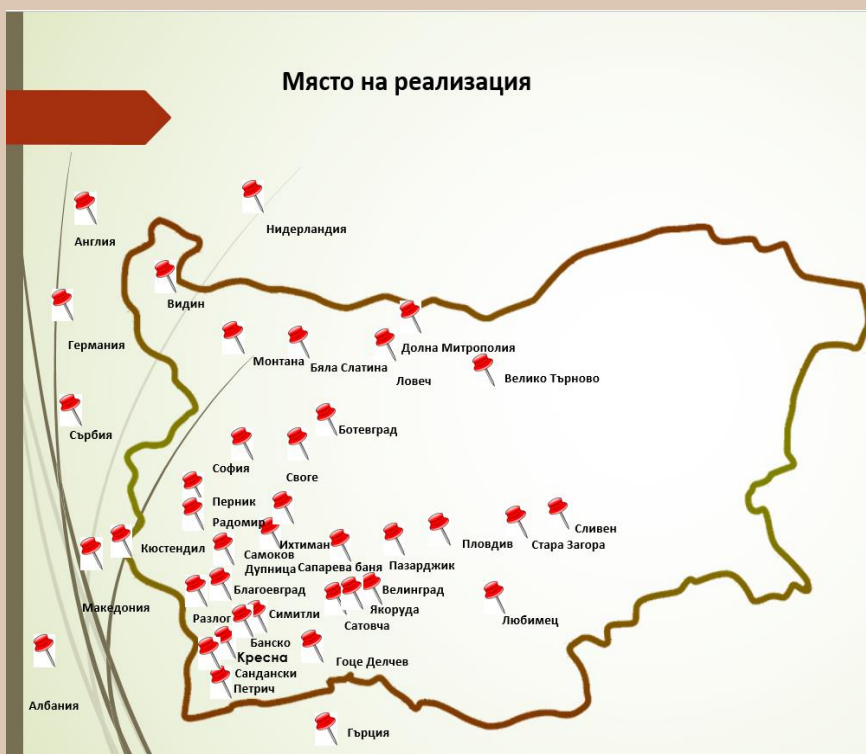 Място на реализация
Нидерландия
Англия
Видин
Германия
Долна Митрополия
Монтана
Бяла Слатина
Ловеч
Велико Търново
Сърбия
Ботевград
София
Своге
Перник
Радомир
Сливен
Ихтиман
Пловдив
Стара Загора
Кюстендил
Самоков
Сапарева баня
Пазарджик
Дупница
Благоевград
Велинград
Македония
Якоруда
Разлог
Симитли
Сатовча
Любимец
Банско
Кресна
Гоце Делчев
Сандански
Петрич
Албания
Гърция